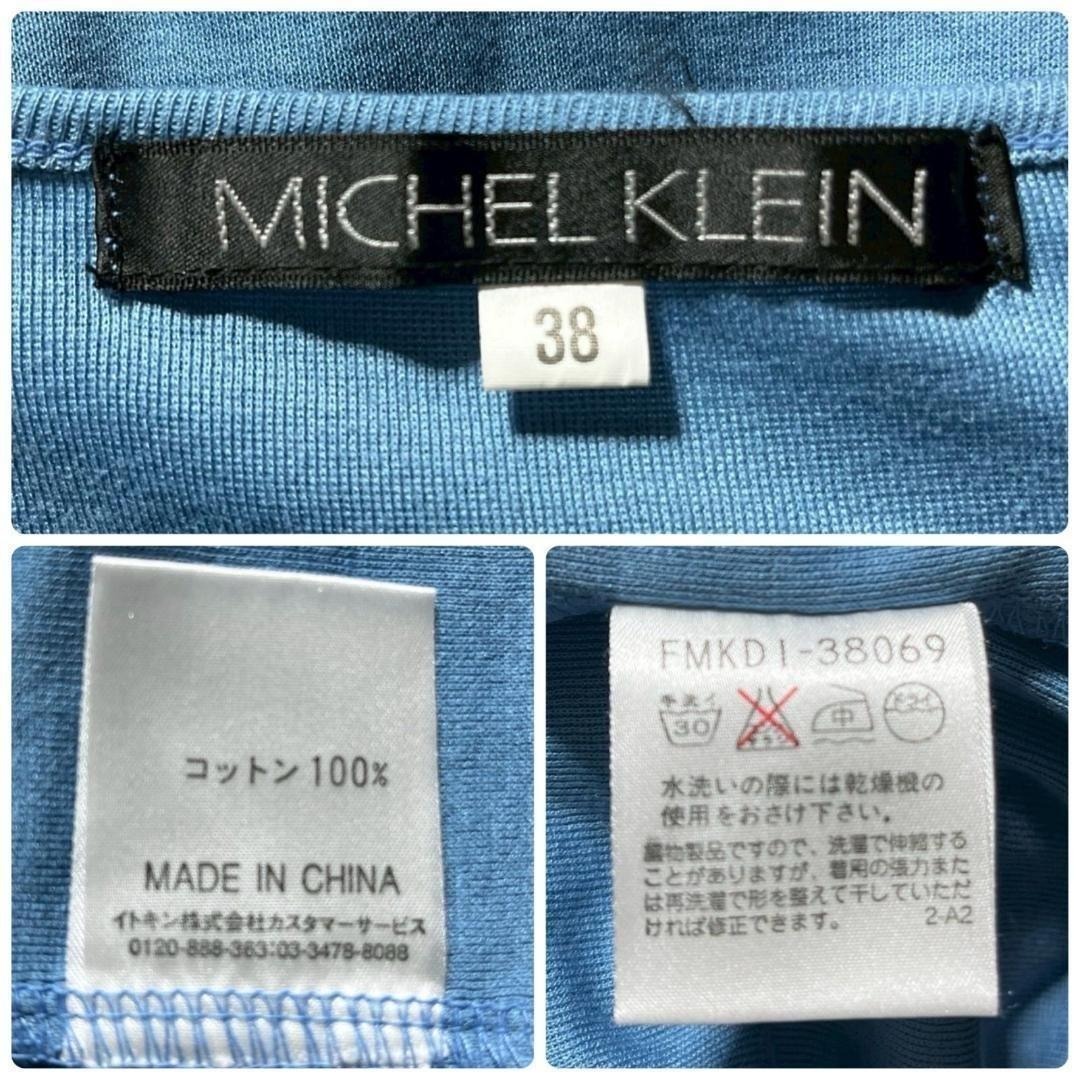 MICHEL KLEIN
38
コットン 100%
MADE IN CHINA
イトキン株式会社カスタマーサービス
0120-888-363:03-3478-8088
FMKD1-38069
手洗イ
30
中
ドライ
水洗いの際には乾燥機の
使用をおさけ下さい。
編物製品ですので、洗濯で伸縮する
ことがありますが、着用の張力また
は再洗濯で形を整えて干していただ
ければ修正できます。
2-A2